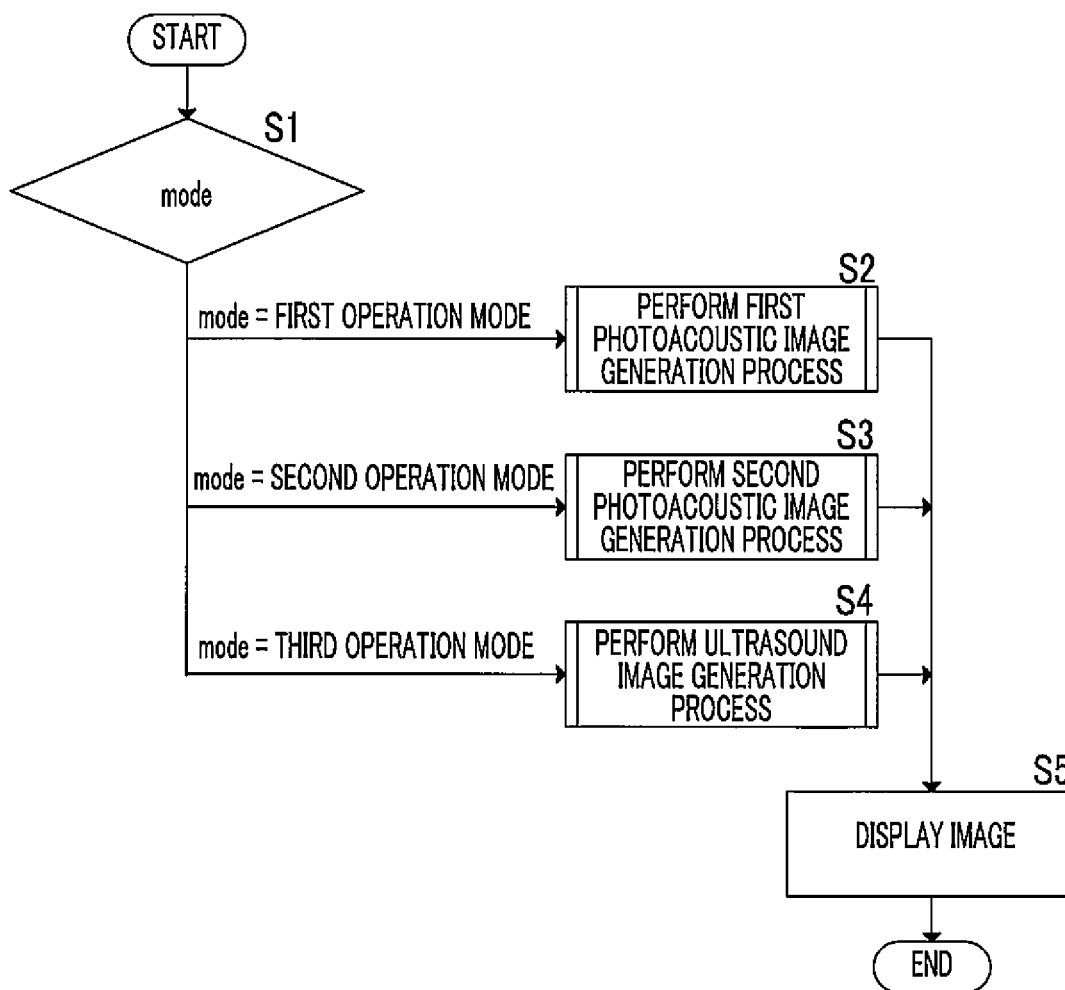 START
S1
mode
S2
mode = FIRST OPERATION MODE
PERFORM FIRST
PHOTOACOUSTIC IMAGE
GENERATION PROCESS
S3
mode = SECOND OPERATION MODE
PERFORM SECOND
PHOTOACOUSTIC IMAGE
GENERATION PROCESS
S4
mode = THIRD OPERATION MODE
PERFORM ULTRASOUND
IMAGE GENERATION
PROCESS
S5
DISPLAY IMAGE
END